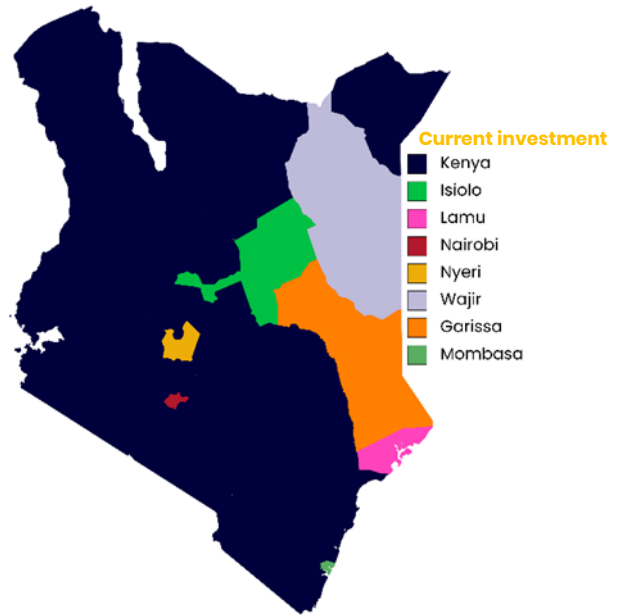 Current investment
Kenya
Isiolo
Lamu
Nairobi
Nyeri
Wajir
Garissa
Mombasa